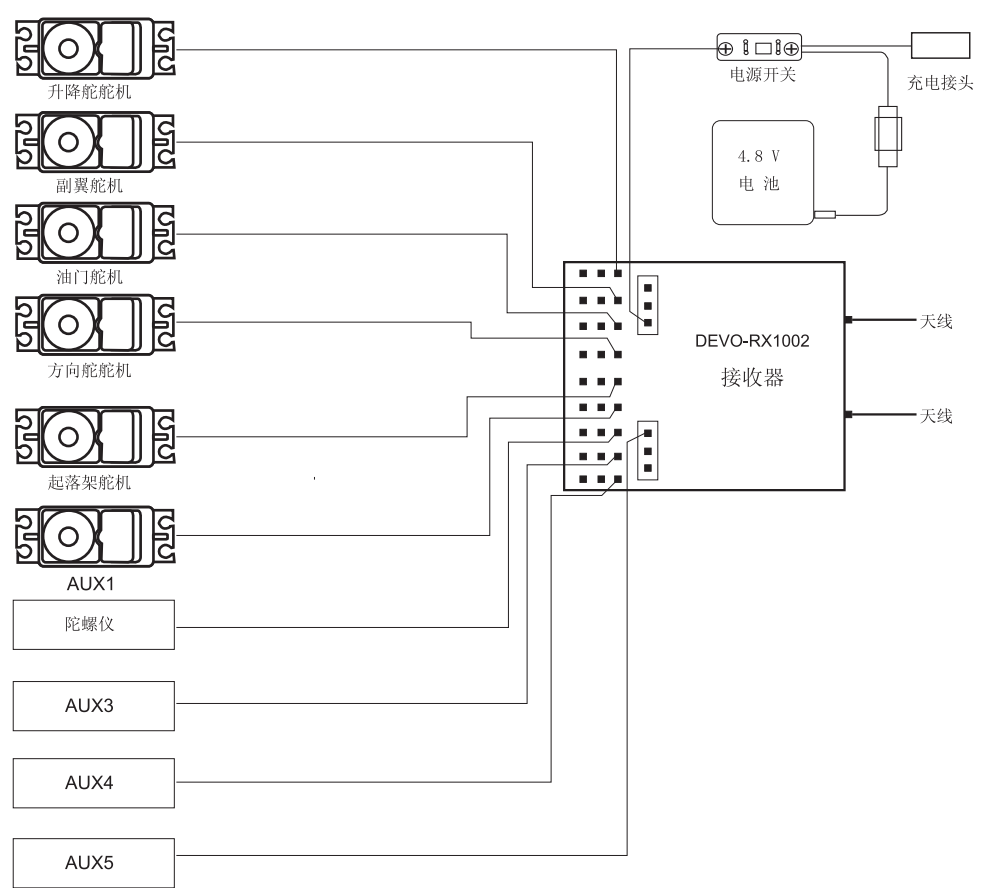 升降舵舵机
副翼舵机
油门舵机
方向舵舵机
起落架舵机
AUX1
陀螺仪
AUX3
AUX4
AUX5
电源开关
充电接头
4.8 V
电 池
DEVO-RX1002
接收器
天线
天线